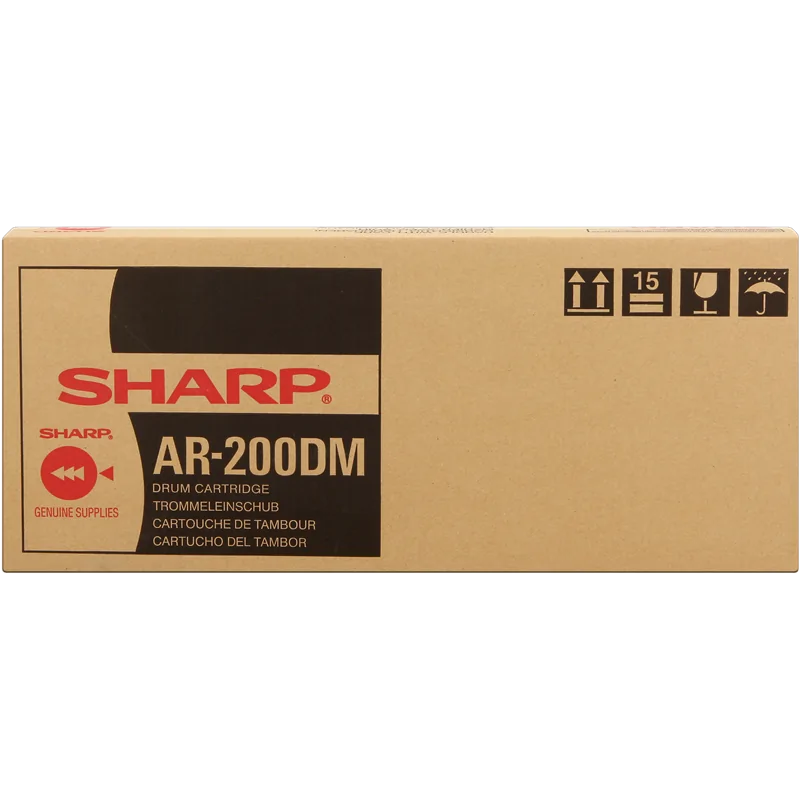 SHARP®
SHARP®
GENUINE SUPPLIES
AR-200DM
DRUM CARTRIDGE
TROMMELEINSCHUB
CARTOUCHE DE TAMBOUR
CARTUCHO DEL TAMBOR
15